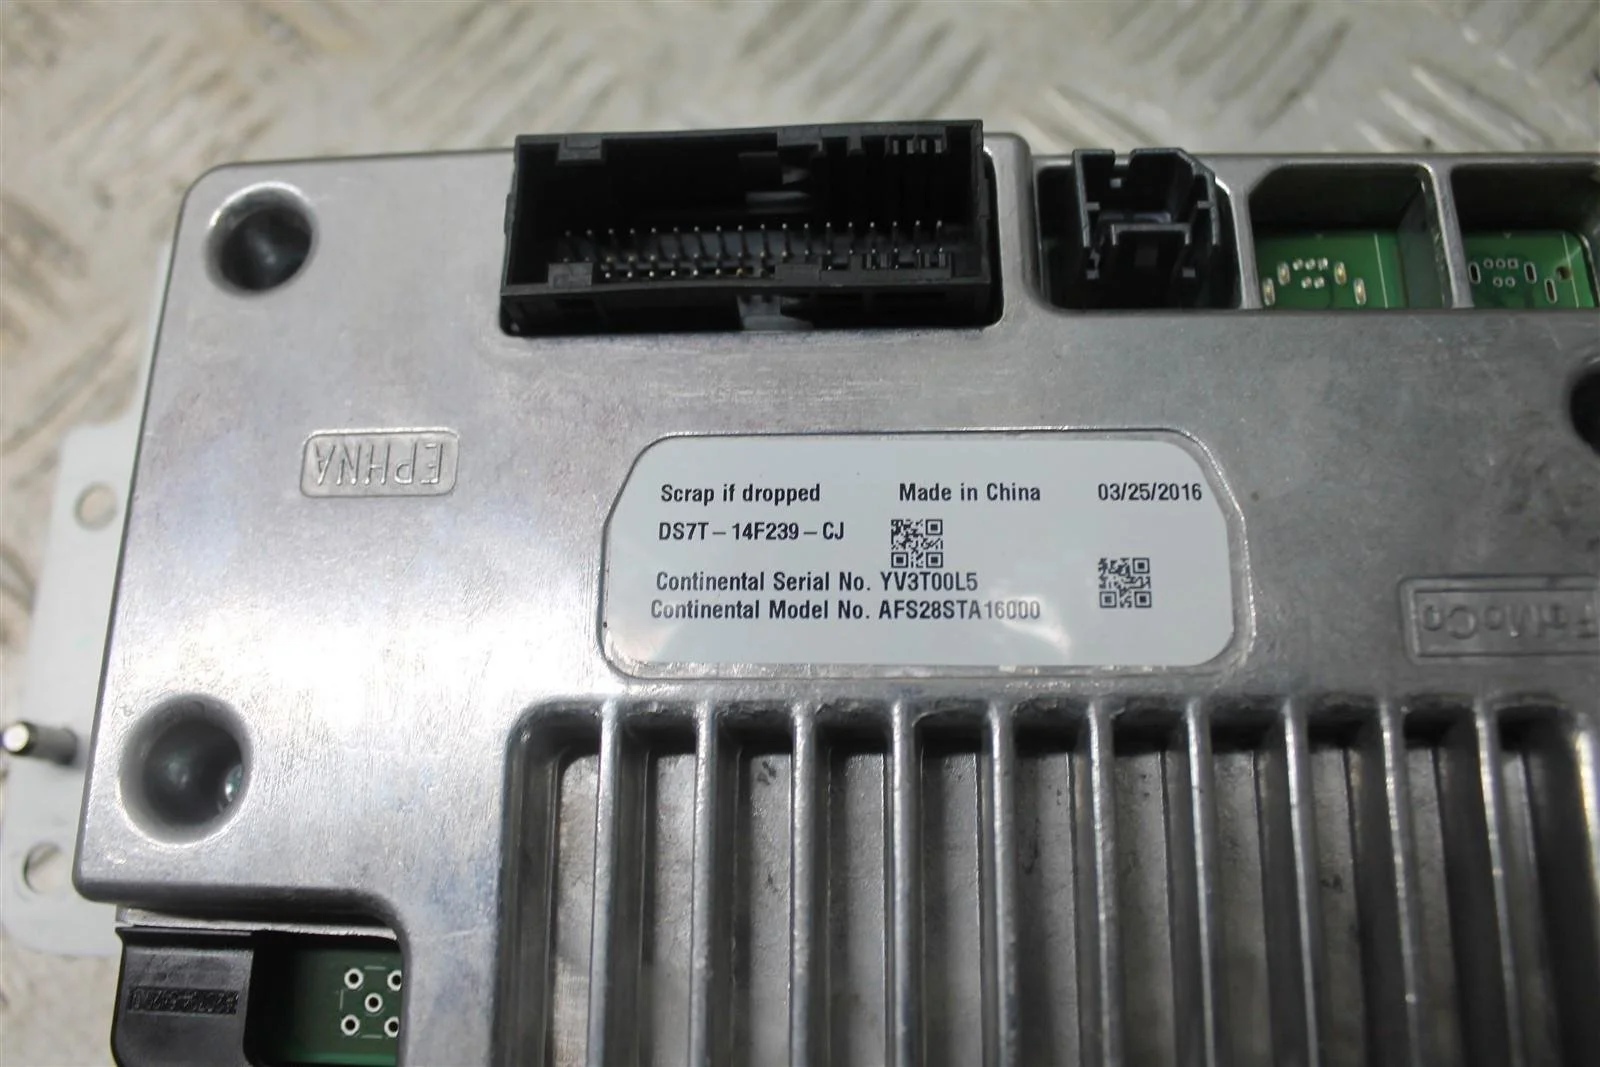 EPHNA
Scrap if dropped Made in China 03/25/2016
DS7T-14F239-CJ
Continental Serial No. YV3T00L5
Continental Model No. AFS28STA16000
FoMoCo